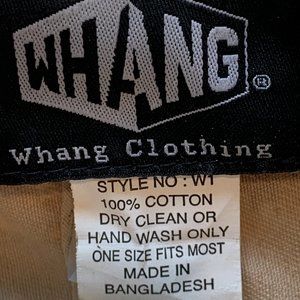 WHANG
®
Whang Clothing
STYLE NO : W1
100% COTTON
DRY CLEAN OR
HAND WASH ONLY
ONE SIZE FITS MOST
MADE IN
BANGLADESH